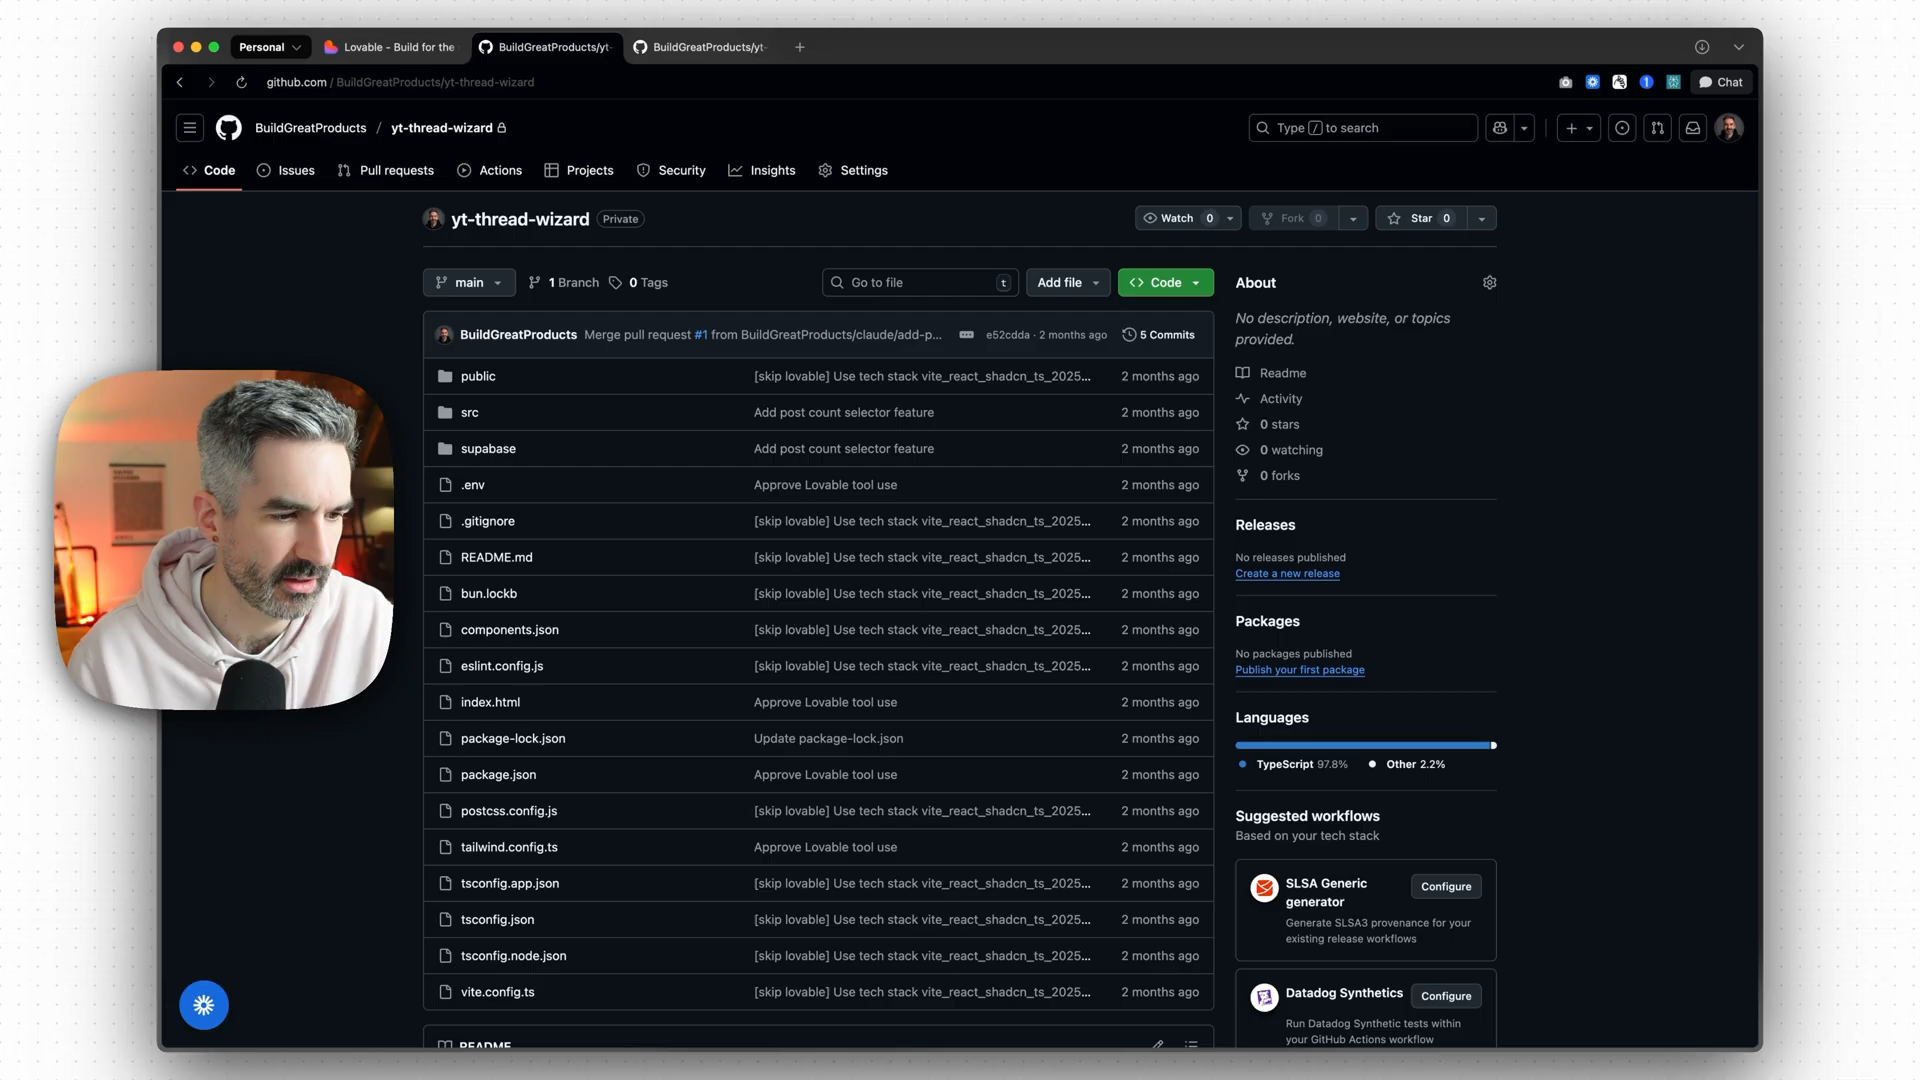 Personal
Lovable - Build for the
BuildGreatProducts/yt-
BuildGreatProducts/yt-
github.com / BuildGreatProducts/yt-thread-wizard
Chat
BuildGreatProducts / yt-thread-wizard
Type / to search
Code Issues Pull requests Actions Projects Security Insights Settings
yt-thread-wizard Private
Watch 0 Fork 0 Star 0
main 1 Branch 0 Tags Go to file t Add file Code
BuildGreatProducts Merge pull request #1 from BuildGreatProducts/claude/add-p... e52cdda · 2 months ago 5 Commits
public [skip lovable] Use tech stack vite_react_shadcn_ts_2025... 2 months ago
src Add post count selector feature 2 months ago
supabase Add post count selector feature 2 months ago
.env Approve Lovable tool use 2 months ago
.gitignore [skip lovable] Use tech stack vite_react_shadcn_ts_2025... 2 months ago
README.md [skip lovable] Use tech stack vite_react_shadcn_ts_2025... 2 months ago
bun.lockb [skip lovable] Use tech stack vite_react_shadcn_ts_2025... 2 months ago
components.json [skip lovable] Use tech stack vite_react_shadcn_ts_2025... 2 months ago
eslint.config.js [skip lovable] Use tech stack vite_react_shadcn_ts_2025... 2 months ago
index.html Approve Lovable tool use 2 months ago
package-lock.json Update package-lock.json 2 months ago
package.json Approve Lovable tool use 2 months ago
postcss.config.js [skip lovable] Use tech stack vite_react_shadcn_ts_2025... 2 months ago
tailwind.config.ts Approve Lovable tool use 2 months ago
tsconfig.app.json [skip lovable] Use tech stack vite_react_shadcn_ts_2025... 2 months ago
tsconfig.json [skip lovable] Use tech stack vite_react_shadcn_ts_2025... 2 months ago
tsconfig.node.json [skip lovable] Use tech stack vite_react_shadcn_ts_2025... 2 months ago
vite.config.ts [skip lovable] Use tech stack vite_react_shadcn_ts_2025... 2 months ago
README
About
No description, website, or topics
provided.
Readme
Activity
0 stars
0 watching
0 forks
Releases
No releases published
Create a new release
Packages
No packages published
Publish your first package
Languages
TypeScript 97.8% Other 2.2%
Suggested workflows
Based on your tech stack
SLSA Generic
generator
Configure
Generate SLSA3 provenance for your
existing release workflows
Datadog Synthetics
Configure
Run Datadog Synthetic tests within
your GitHub Actions workflow